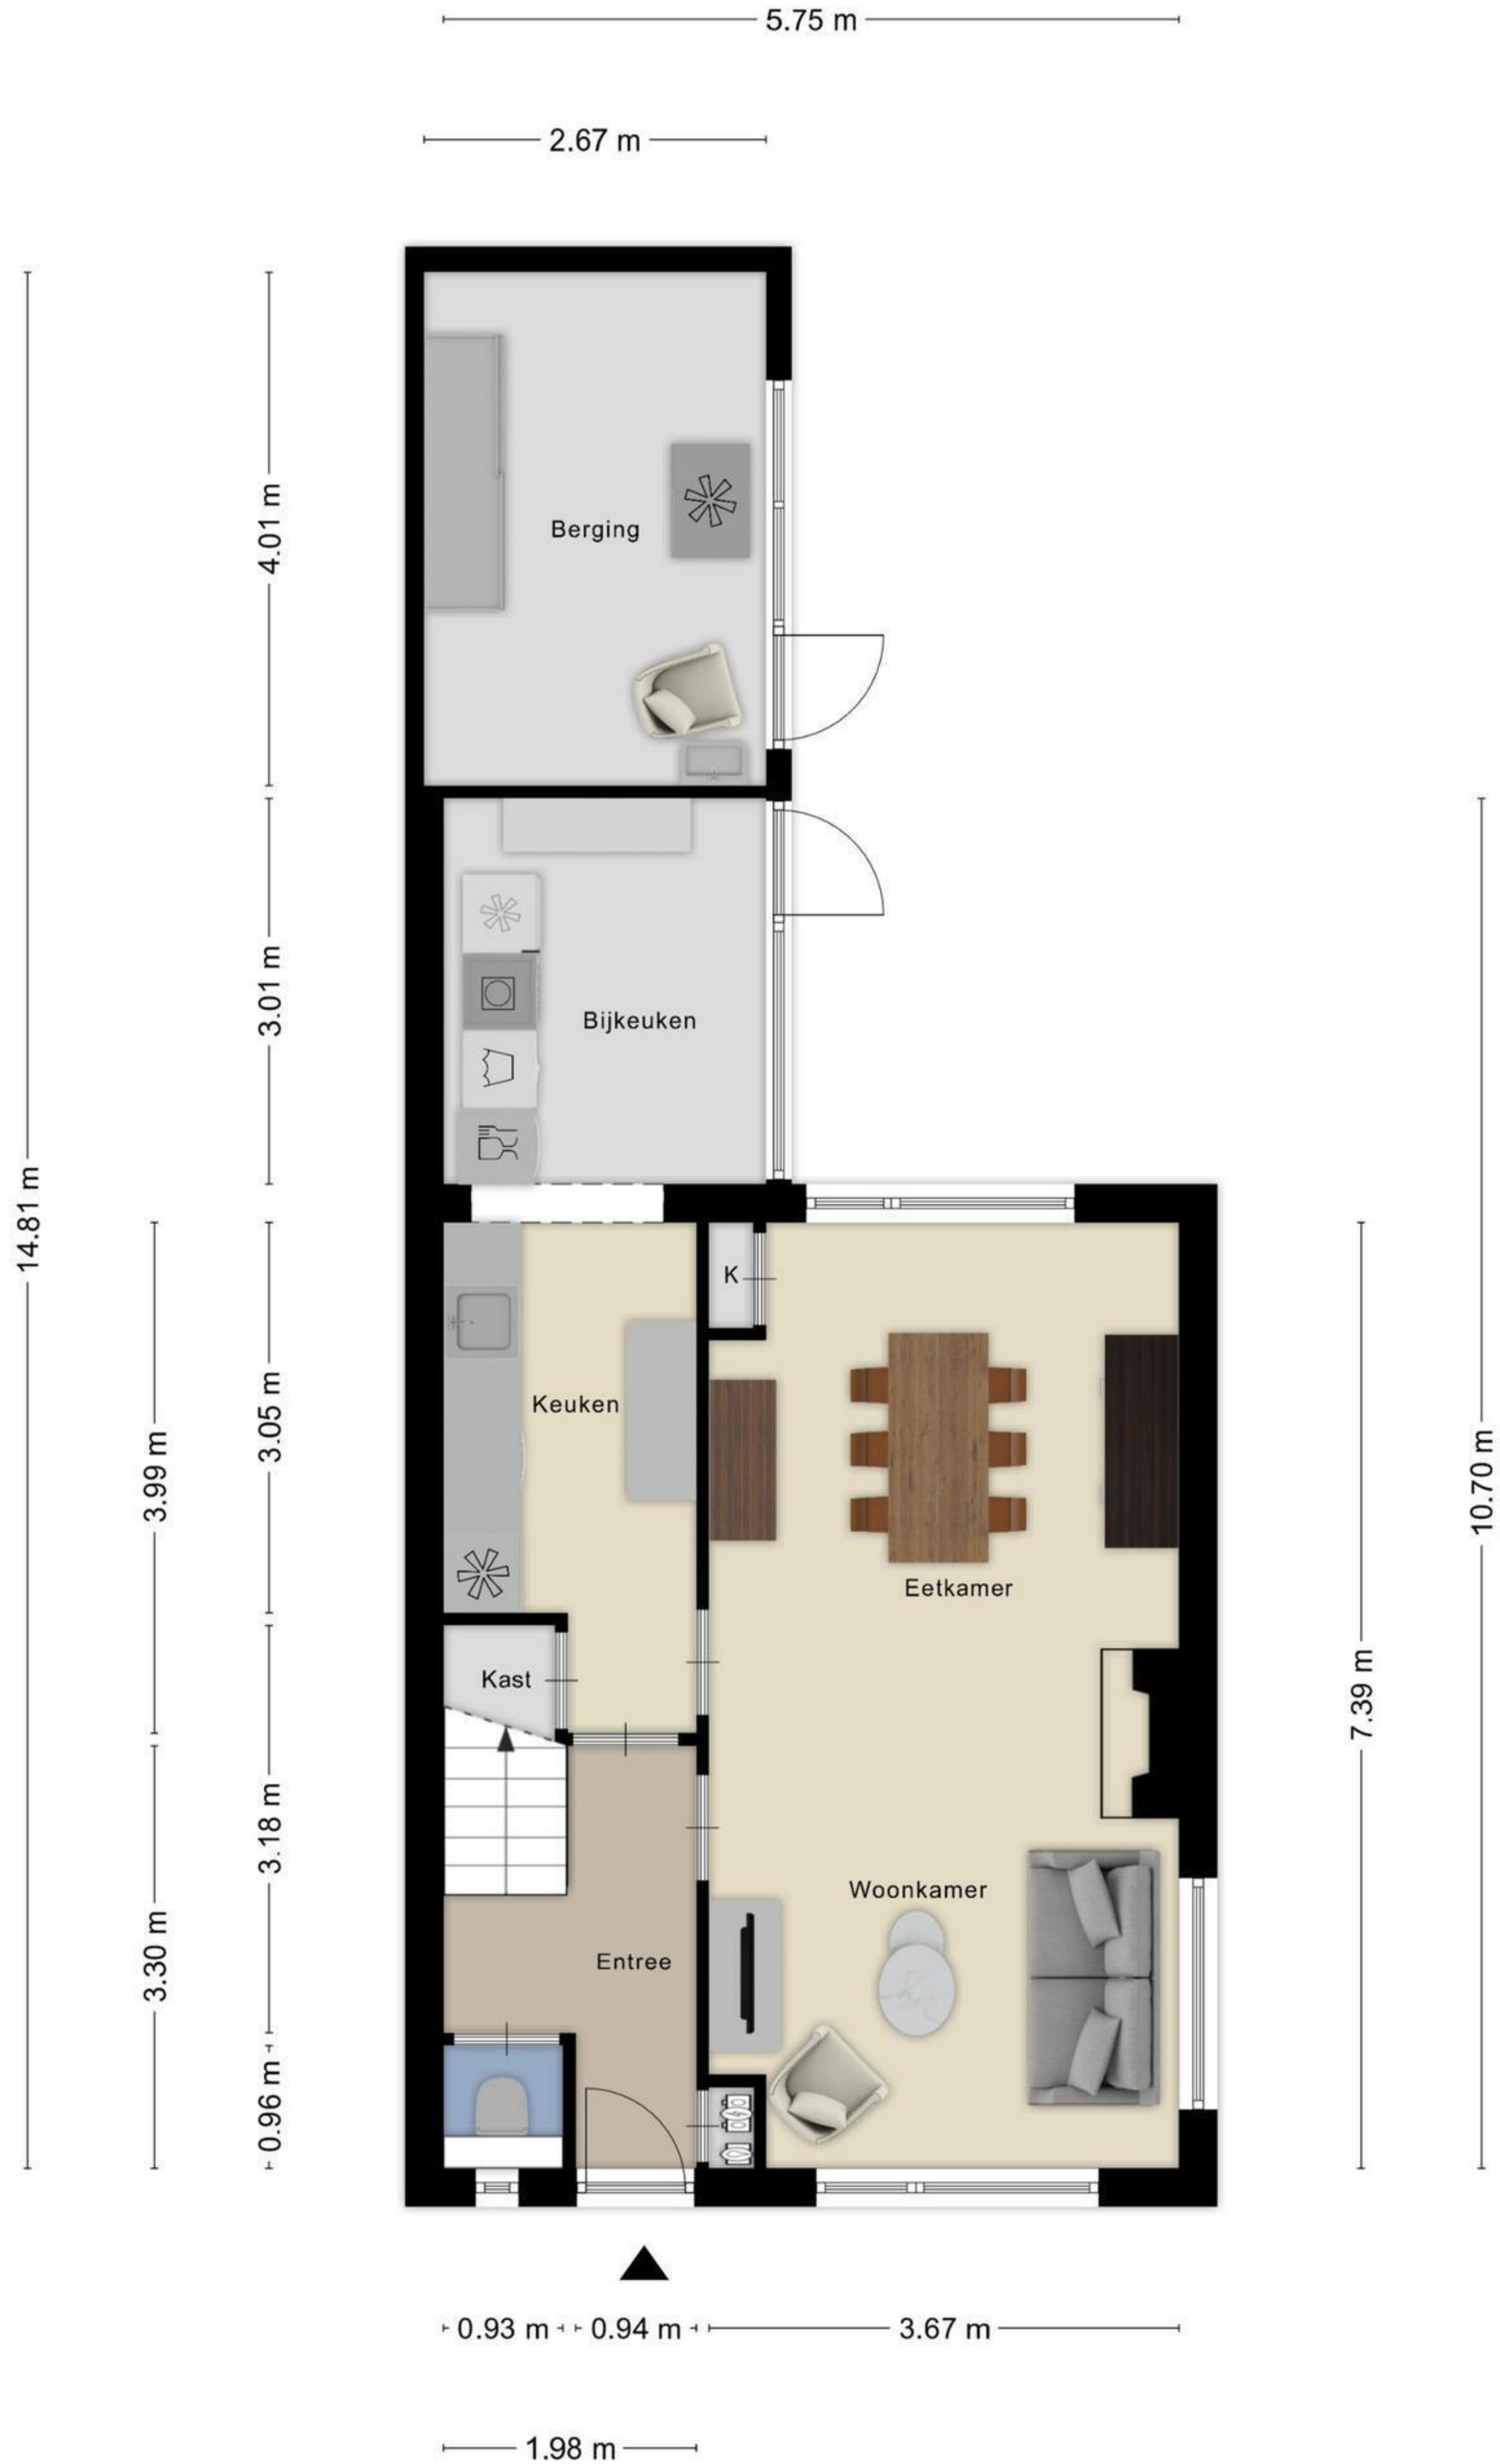 5.75 m
2.67 m
4.01 m
Berging
3.01 m
Bijkeuken
14.81 m
K
3.99 m
3.05 m
Keuken
10.70 m
Eetkamer
Kast
7.39 m
3.18 m
Woonkamer
3.30 m
Entree
0.96 m
0.93 m
0.94 m
3.67 m
1.98 m